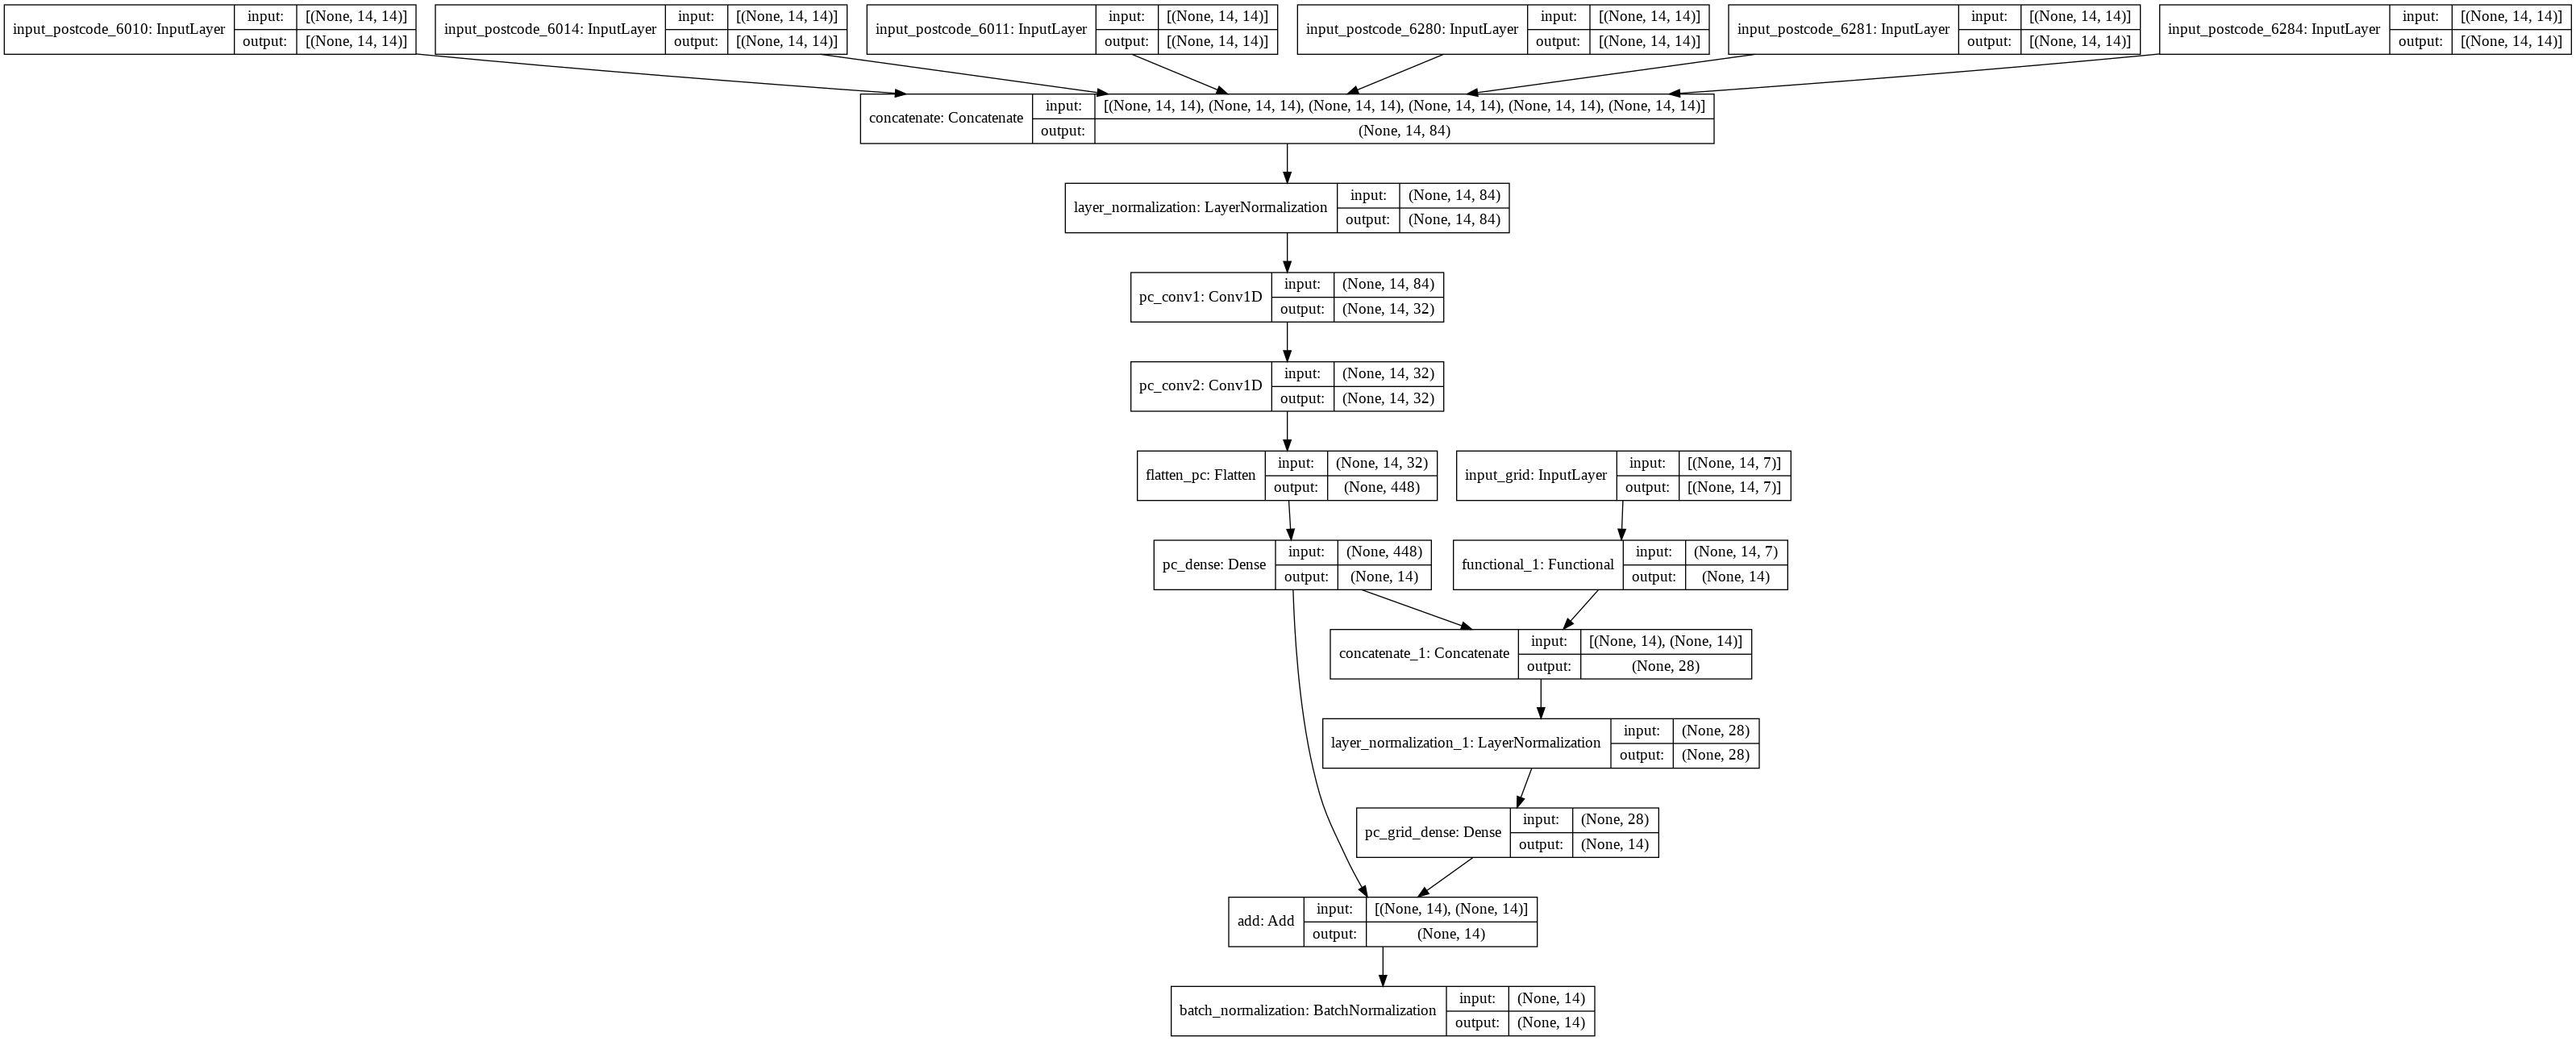 input_postcode_6010: InputLayer
input: [(None, 14, 14)]
output: [(None, 14, 14)]
input_postcode_6014: InputLayer
input: [(None, 14, 14)]
output: [(None, 14, 14)]
input_postcode_6011: InputLayer
input: [(None, 14, 14)]
output: [(None, 14, 14)]
input_postcode_6280: InputLayer
input: [(None, 14, 14)]
output: [(None, 14, 14)]
input_postcode_6281: InputLayer
input: [(None, 14, 14)]
output: [(None, 14, 14)]
input_postcode_6284: InputLayer
input: [(None, 14, 14)]
output: [(None, 14, 14)]
concatenate: Concatenate
input: [(None, 14, 14), (None, 14, 14), (None, 14, 14), (None, 14, 14), (None, 14, 14), (None, 14, 14)]
output: (None, 14, 84)
layer_normalization: LayerNormalization
input: (None, 14, 84)
output: (None, 14, 84)
pc_conv1: Conv1D
input: (None, 14, 84)
output: (None, 14, 32)
pc_conv2: Conv1D
input: (None, 14, 32)
output: (None, 14, 32)
flatten_pc: Flatten
input: (None, 14, 32)
output: (None, 448)
input_grid: InputLayer
input: [(None, 14, 7)]
output: [(None, 14, 7)]
pc_dense: Dense
input: (None, 448)
output: (None, 14)
functional_1: Functional
input: (None, 14, 7)
output: (None, 14)
concatenate_1: Concatenate
input: [(None, 14), (None, 14)]
output: (None, 28)
layer_normalization_1: LayerNormalization
input: (None, 28)
output: (None, 28)
pc_grid_dense: Dense
input: (None, 28)
output: (None, 14)
add: Add
input: [(None, 14), (None, 14)]
output: (None, 14)
batch_normalization: BatchNormalization
input: (None, 14)
output: (None, 14)